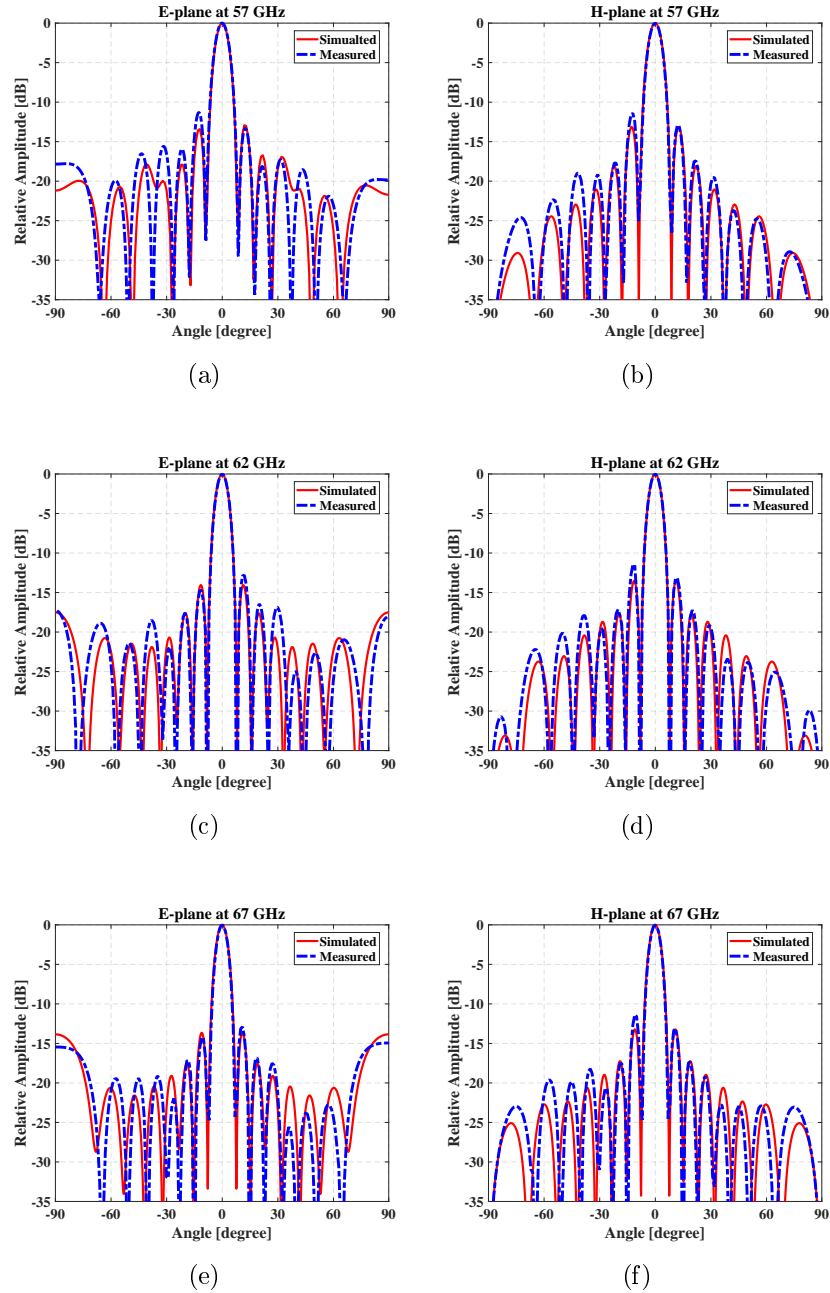 E-plane at 57 GHz
Simualted
Measured
0
-5
-10
-15
-20
-25
-30
-35
Relative Amplitude [dB]
-90 -60 -30 0 30 60 90
Angle [degree]
(a)
H-plane at 57 GHz
Simulated
Measured
0
-5
-10
-15
-20
-25
-30
-35
Relative Amplitude [dB]
-90 -60 -30 0 30 60 90
Angle [degree]
(b)
E-plane at 62 GHz
Simulated
Measured
0
-5
-10
-15
-20
-25
-30
-35
Relative Amplitude [dB]
-90 -60 -30 0 30 60 90
Angle [degree]
(c)
H-plane at 62 GHz
Simulated
Measured
0
-5
-10
-15
-20
-25
-30
-35
Relative Amplitude [dB]
-90 -60 -30 0 30 60 90
Angle [degree]
(d)
E-plane at 67 GHz
Simulated
Measured
0
-5
-10
-15
-20
-25
-30
-35
Relative Amplitude [dB]
-90 -60 -30 0 30 60 90
Angle [degree]
(e)
H-plane at 67 GHz
Simulated
Measured
0
-5
-10
-15
-20
-25
-30
-35
Relative Amplitude [dB]
-90 -60 -30 0 30 60 90
Angle [degree]
(f)